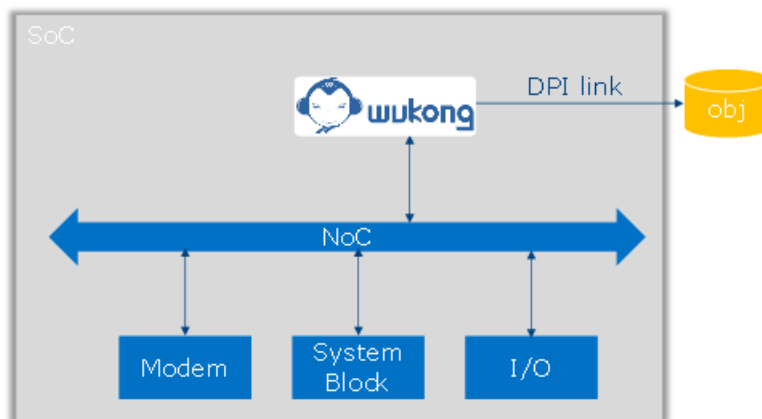 SoC
wukong
DPI link
obj
NoC
Modem
System
Block
I/O